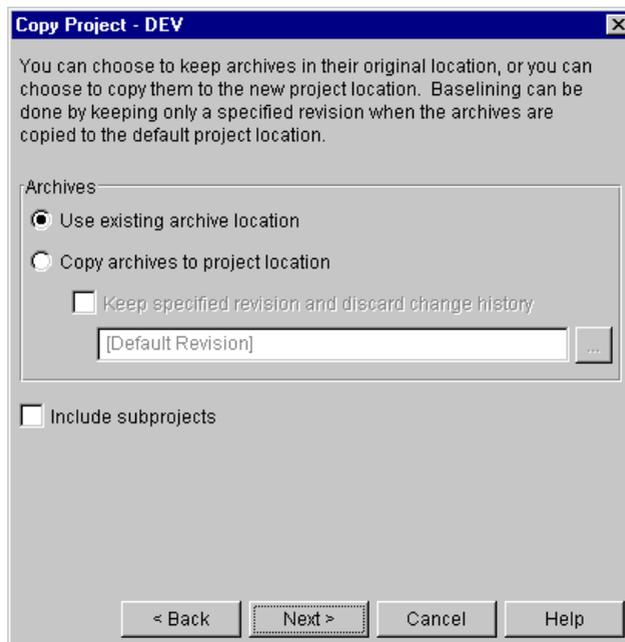 Copy Project - DEV
You can choose to keep archives in their original location, or you can
choose to copy them to the new project location.  Baselining can be
done by keeping only a specified revision when the archives are
copied to the default project location.
Archives
Use existing archive location
Copy archives to project location
Keep specified revision and discard change history
[Default Revision]
...
Include subprojects
< Back
Next >
Cancel
Help